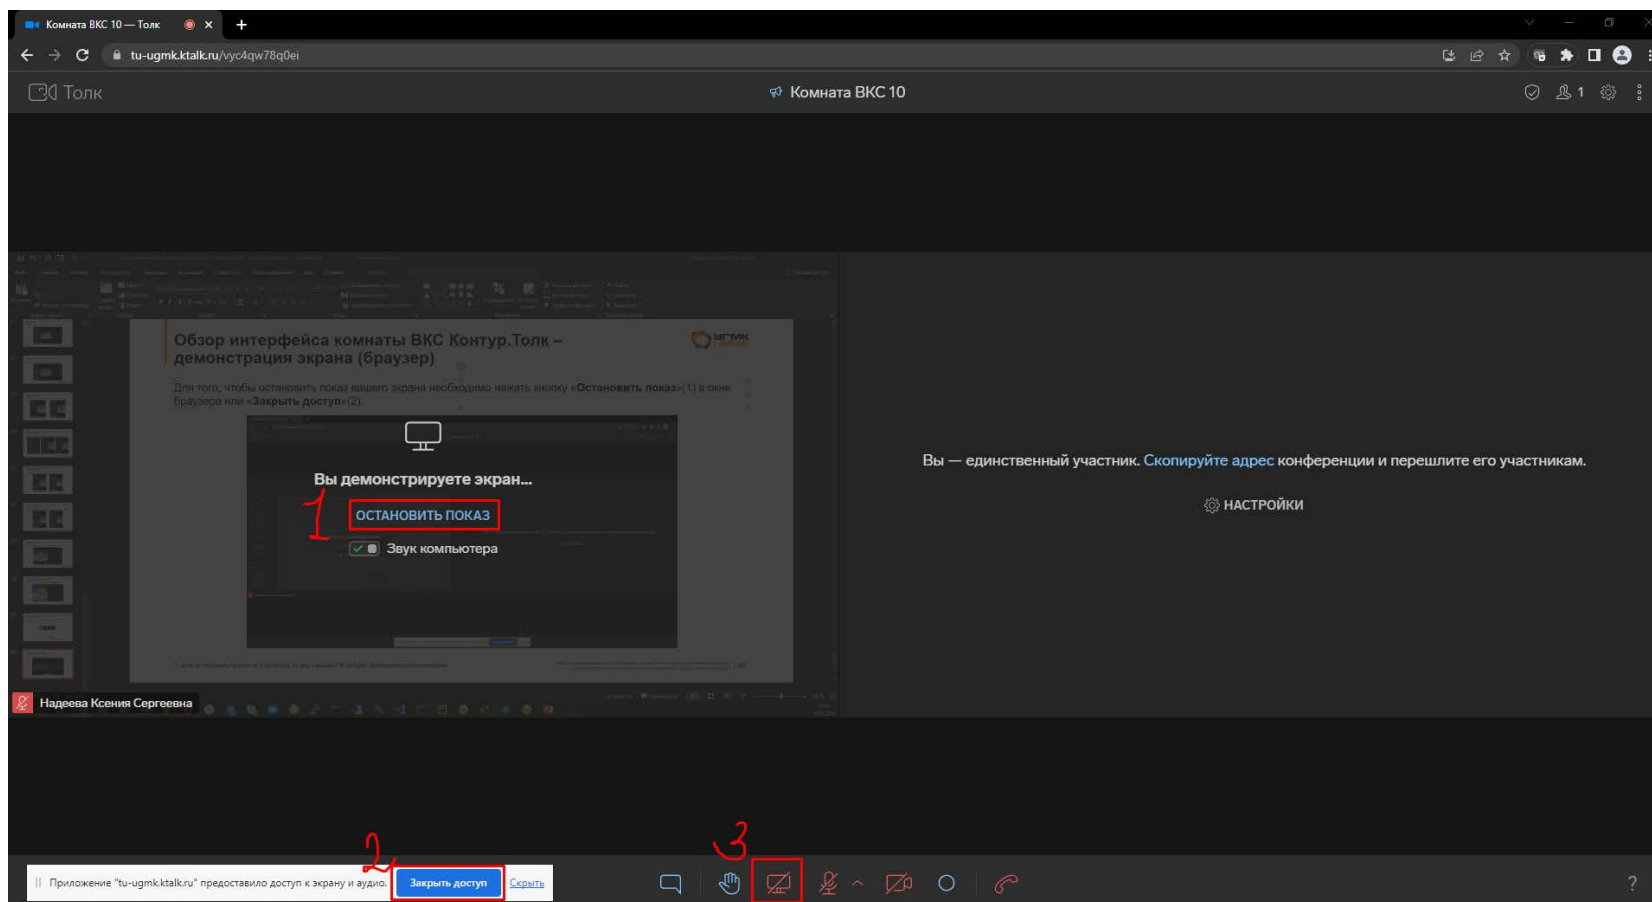 Комната ВКС 10 — Толк
tu-ugmk.ktalk.ru/vyc4qw78q0ei
Толк
Комната ВКС 10
1
Обзор интерфейса комнаты ВКС Контур.Толк –
демонстрация экрана (браузер)
УГМК
Для того, чтобы остановить показ вашего экрана необходимо нажать кнопку «Остановить показ»(1) в окне
браузера или «Закрыть доступ»(2).
Вы демонстрируете экран...
1
ОСТАНОВИТЬ ПОКАЗ
Звук компьютера
Надеева Ксения Сергеевна
Вы — единственный участник. Скопируйте адрес конференции и перешлите его участникам.
НАСТРОЙКИ
2
3
Приложение "tu-ugmk.ktalk.ru" предоставило доступ к экрану и аудио.
Закрыть доступ
Скрыть
?